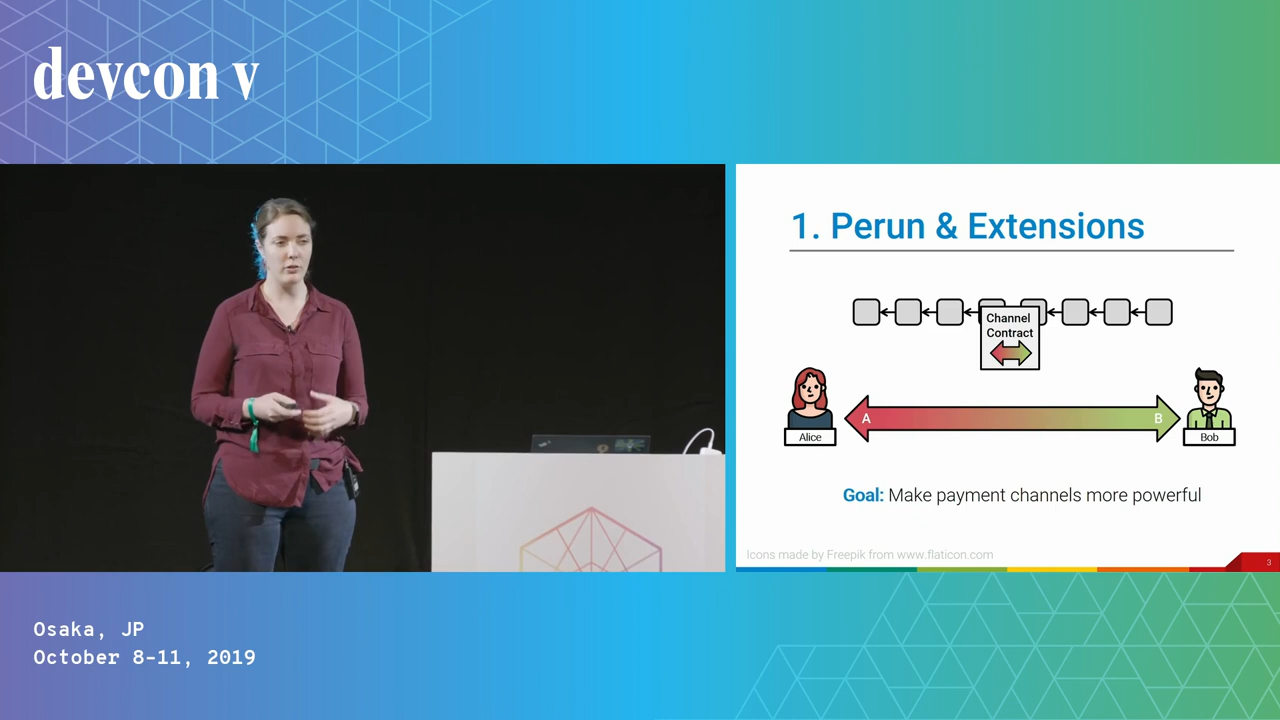 devcon v
1. Perun & Extensions
Channel
Contract
A
B
Alice
Bob
Goal: Make payment channels more powerful
Icons made by Freepik from www.flaticon.com
3
Osaka, JP
October 8-11, 2019